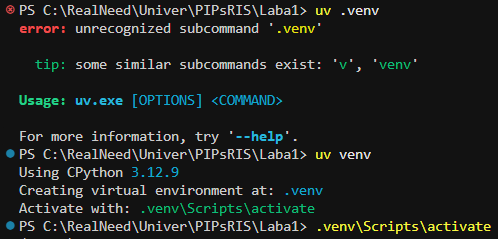 PS C:\RealNeed\Univer\PIPsRIS\Laba1> uv .venv
error: unrecognized subcommand '.venv'
tip: some similar subcommands exist: 'v', 'venv'
Usage: uv.exe [OPTIONS] <COMMAND>
For more information, try '--help'.
PS C:\RealNeed\Univer\PIPsRIS\Laba1> uv venv
Using CPython 3.12.9
Creating virtual environment at: .venv
Activate with: .venv\Scripts\activate
PS C:\RealNeed\Univer\PIPsRIS\Laba1> .venv\Scripts\activate